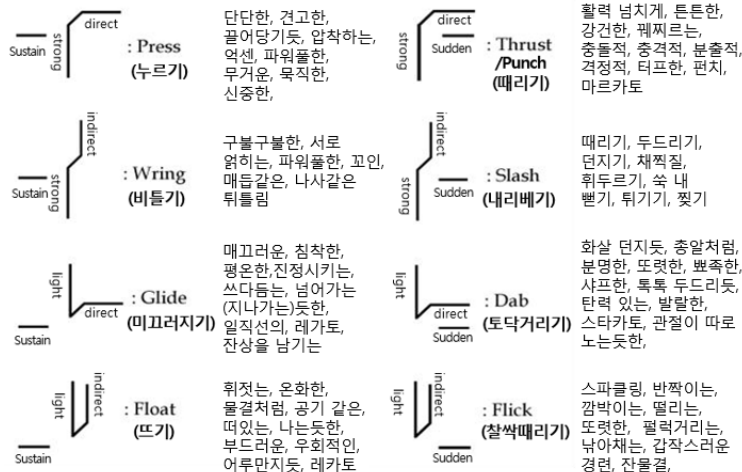 direct
Sustain
strong
: Press
(누르기)
단단한, 견고한,
끌어당기듯, 압착하는,
억센, 파워풀한,
무거운, 묵직한,
신중한,
direct
Sudden
strong
: Thrust
/Punch
(때리기)
활력 넘치게, 튼튼한,
강건한, 꿰찌르는,
충돌적, 충격적, 분출적,
격정적, 터프한, 펀치,
마르카토
indirect
Sustain
strong
: Wring
(비틀기)
구불구불한, 서로
얽히는, 파워풀한, 꼬인,
매듭같은, 나사같은
튀틀림
indirect
Sudden
strong
: Slash
(내리베기)
때리기, 두드리기,
던지기, 채찍질,
휘두르기, 쑥 내
뻗기, 튀기기, 찢기
light
direct
Sustain
: Glide
(미끄러지기)
매끄러운, 침착한,
평온한,진정시키는,
쓰다듬는, 넘어가는
(지나가는)듯한,
일직선의, 레가토,
잔상을 남기는
light
direct
Sudden
: Dab
(토닥거리기)
화살 던지듯, 총알처럼,
분명한, 또렷한, 뾰족한,
샤프한, 톡톡 두드리듯,
탄력 있는, 발랄한,
스타카토, 관절이 따로
노는듯한,
light
indirect
Sustain
: Float
(뜨기)
휘젓는, 온화한,
물결처럼, 공기 같은,
떠있는, 나는듯한,
부드러운, 우회적인,
어루만지듯, 레카토
light
indirect
Sudden
: Flick
(찰싹때리기)
스파클링, 반짝이는,
깜박이는, 떨리는,
또렷한,  펄럭거리는,
낚아채는, 갑작스러운
경련, 잔물결,